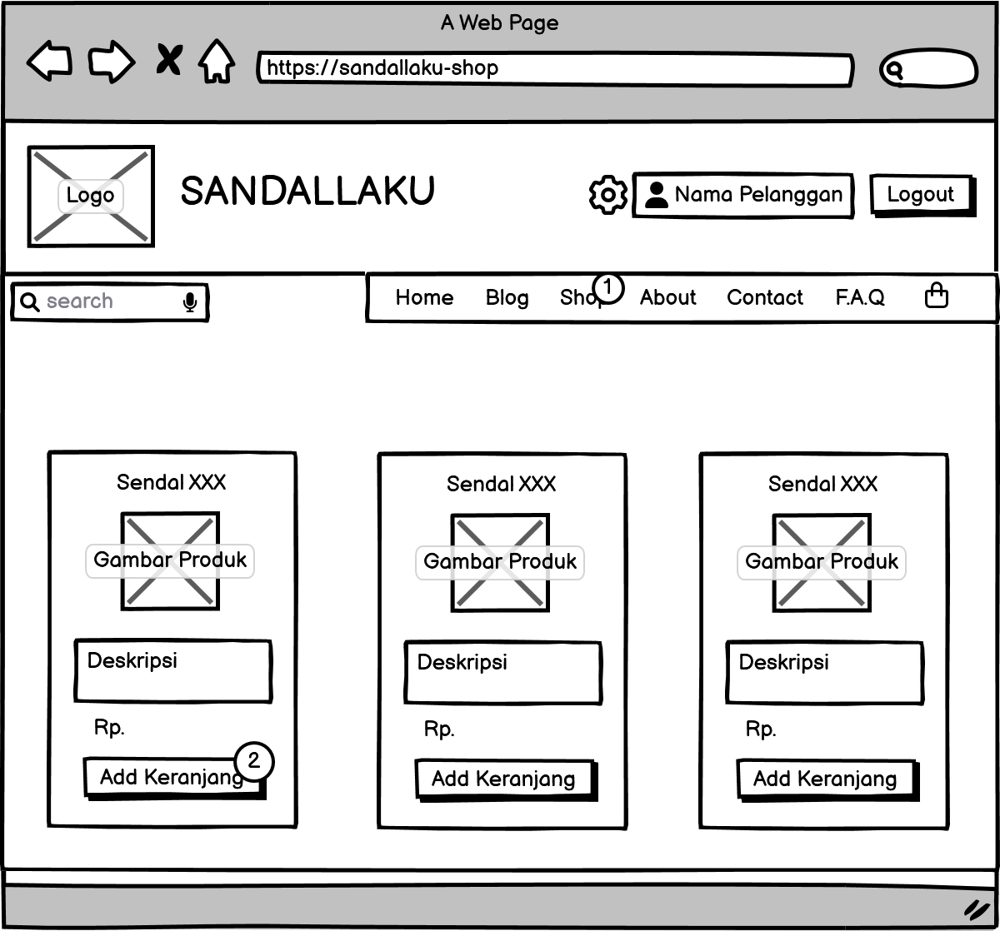 A Web Page
https://sandallaku-shop
Logo
SANDALLAKU
Nama Pelanggan
Logout
search
Home Blog Shop 1 About Contact F.A.Q
Sendal XXX
Gambar Produk
Deskripsi
Rp.
Add Keranjang
2
Sendal XXX
Gambar Produk
Deskripsi
Rp.
Add Keranjang
Sendal XXX
Gambar Produk
Deskripsi
Rp.
Add Keranjang